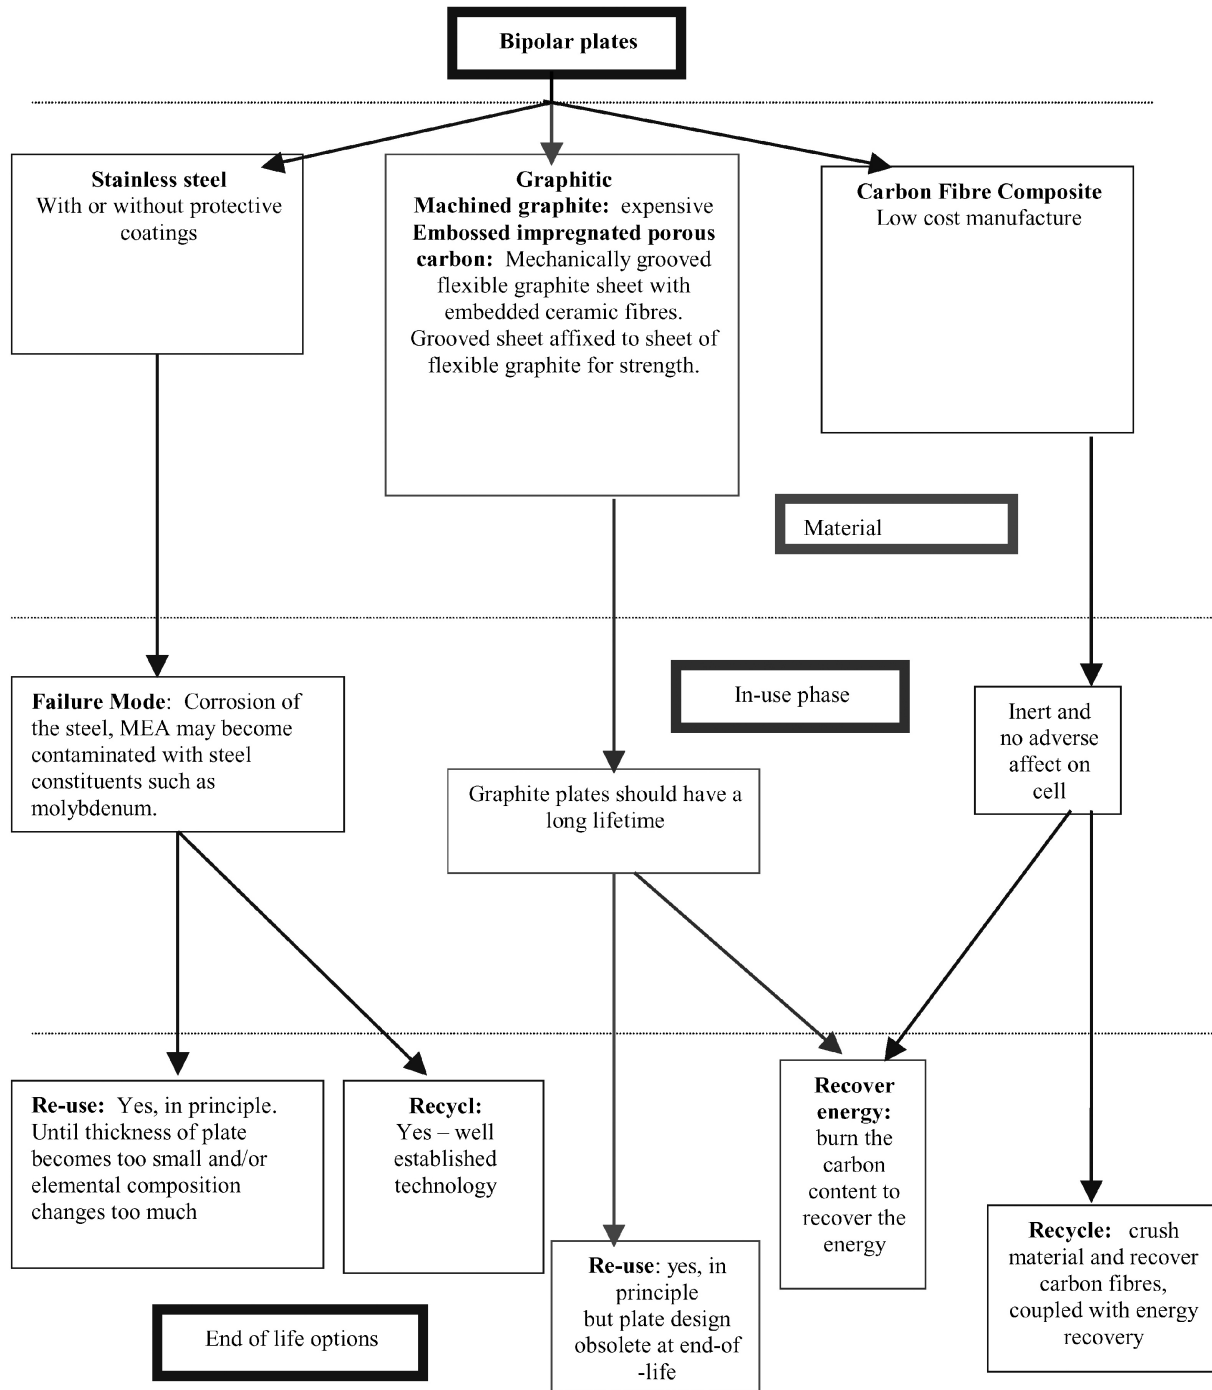 Bipolar plates
Stainless steel
With or without protective
coatings
Graphitic
Machined graphite: expensive
Embossed impregnated porous
carbon: Mechanically grooved
flexible graphite sheet with
embedded ceramic fibres.
Grooved sheet affixed to sheet of
flexible graphite for strength.
Carbon Fibre Composite
Low cost manufacture
Material
Failure Mode: Corrosion of
the steel, MEA may become
contaminated with steel
constituents such as
molybdenum.
In-use phase
Graphite plates should have a
long lifetime
Inert and
no adverse
affect on
cell
Re-use: Yes, in principle.
Until thickness of plate
becomes too small and/or
elemental composition
changes too much
Recycl:
Yes – well
established
technology
Re-use: yes, in
principle
but plate design
obsolete at end-of
-life
Recover
energy:
burn the
carbon
content to
recover the
energy
Recycle: crush
material and recover
carbon fibres,
coupled with energy
recovery
End of life options